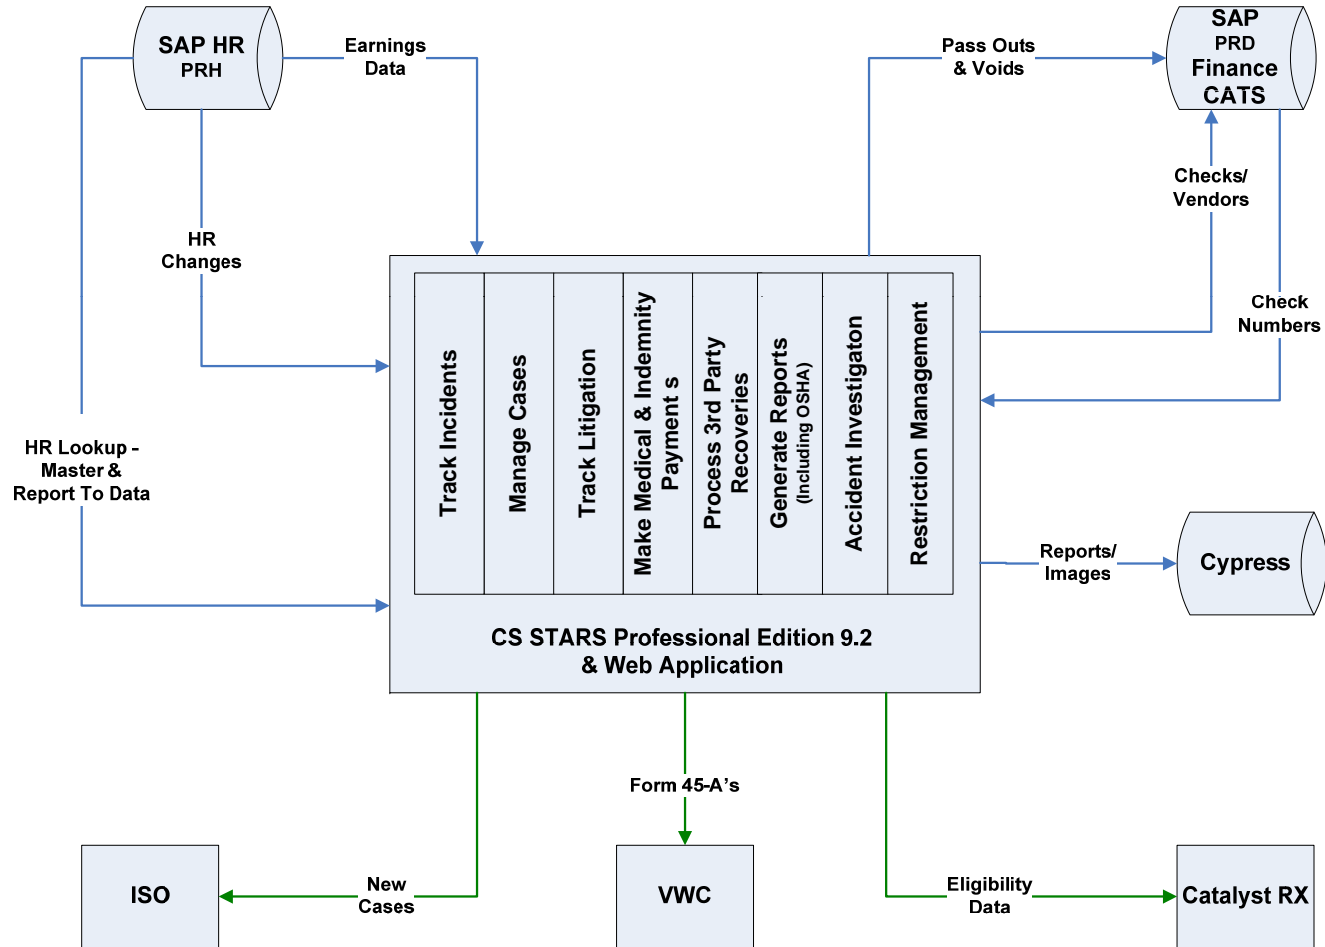 SAP HR
PRH
Earnings
Data
Pass Outs
& Voids
SAP
PRD
Finance
CATS
HR
Changes
Checks/
Vendors
Check
Numbers
HR Lookup -
Master &
Report To Data
Track Incidents
Manage Cases
Track Litigation
Make Medical & Indemnity
Payment s
Process 3rd Party
Recoveries
Generate Reports
(Including OSHA)
Accident Investigaton
Restriction Management
Reports/
Images
Cypress
CS STARS Professional Edition 9.2
& Web Application
Form 45-A's
ISO
New
Cases
VWC
Eligibility
Data
Catalyst RX